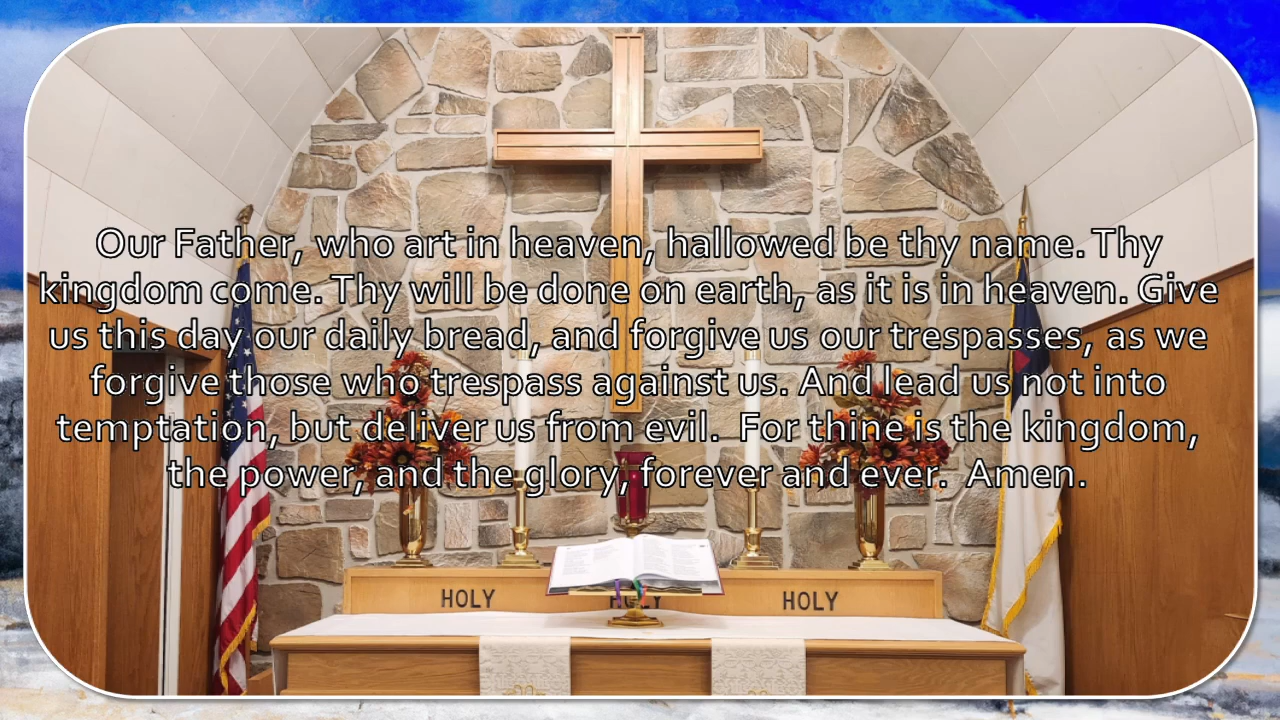 Our Father, who art in heaven, hallowed be thy name. Thy
kingdom come. Thy will be done on earth, as it is in heaven. Give
us this day our daily bread, and forgive us our trespasses, as we
forgive those who trespass against us. And lead us not into
temptation, but deliver us from evil.  For thine is the kingdom,
the power, and the glory, forever and ever.  Amen.
HOLY HOLY HOLY